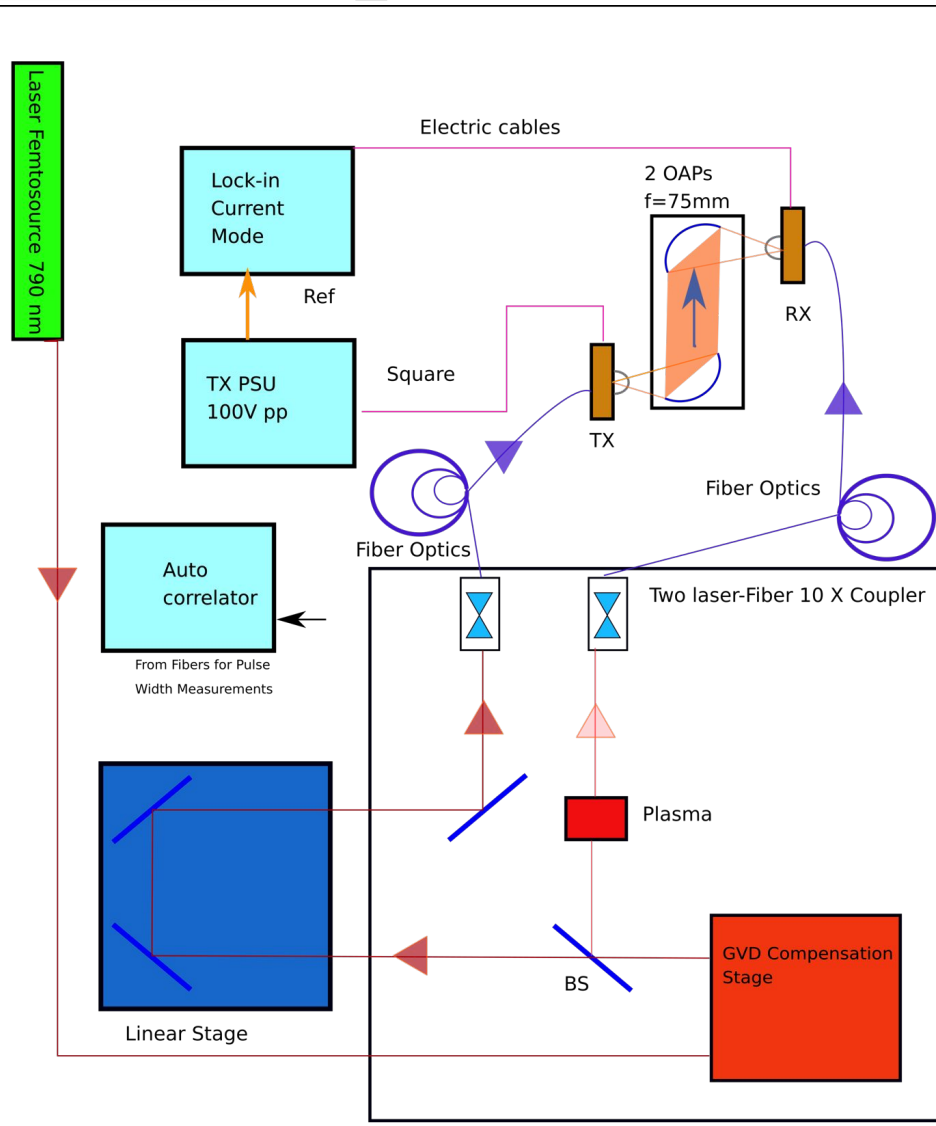 Laser Femtosource 790 nm
Electric cables
Lock-in
Current
Mode
2 OAPs
f=75mm
Ref
RX
TX PSU
100V pp
Square
TX
Fiber Optics
Fiber Optics
Auto
correlator
Two laser-Fiber 10 X Coupler
From Fibers for Pulse
Width Measurements
Plasma
GVD Compensation
Stage
BS
Linear Stage